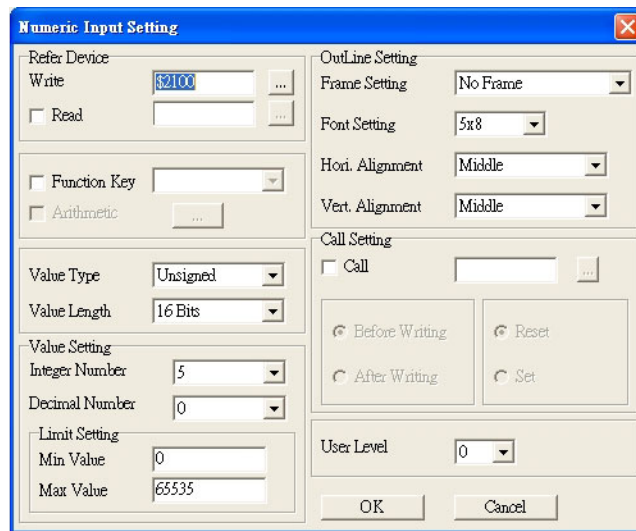 Numeric Input Setting
Refer Device
Write $2100 ...
Read ...
Function Key
Arithmetic ...
Value Type Unsigned
Value Length 16 Bits
Value Setting
Integer Number 5
Decimal Number 0
Limit Setting
Min Value 0
Max Value 65535
OutLine Setting
Frame Setting No Frame
Font Setting 5x8
Hori. Alignment Middle
Vert. Alignment Middle
Call Setting
Call ...
Before Writing Reset
After Writing Set
User Level 0
OK Cancel